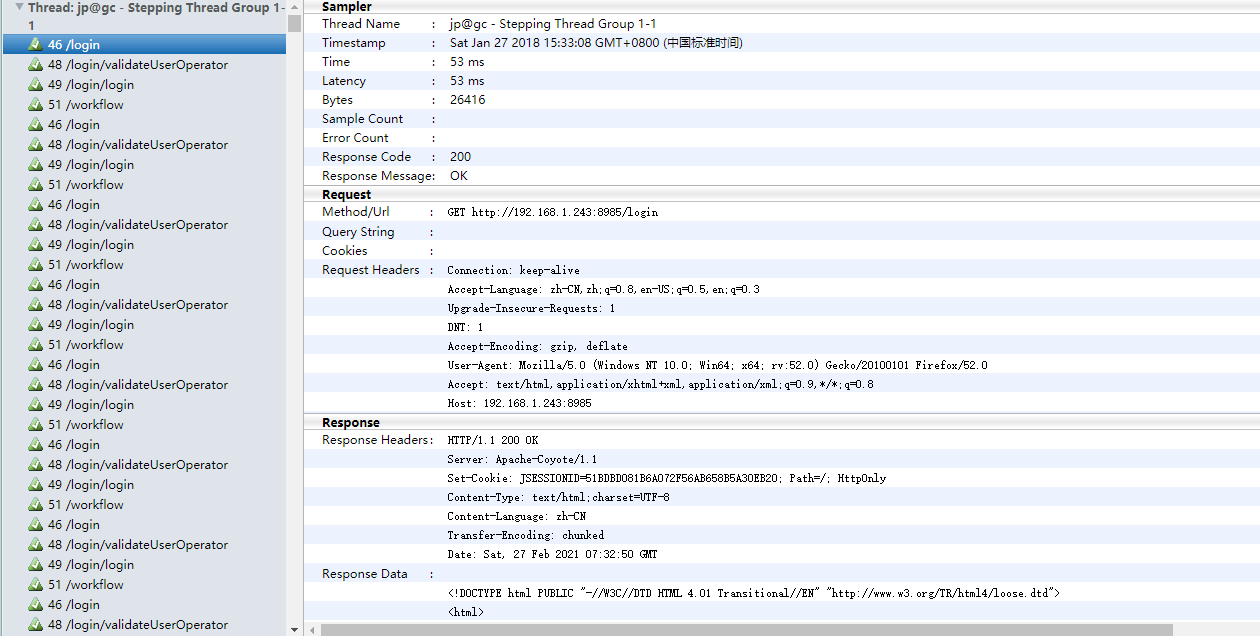 Thread: jp@gc - Stepping Thread Group 1-
1
46 /login
48 /login/validateUserOperator
49 /login/login
51 /workflow
46 /login
48 /login/validateUserOperator
49 /login/login
51 /workflow
46 /login
48 /login/validateUserOperator
49 /login/login
51 /workflow
46 /login
48 /login/validateUserOperator
49 /login/login
51 /workflow
46 /login
48 /login/validateUserOperator
49 /login/login
51 /workflow
46 /login
48 /login/validateUserOperator
49 /login/login
51 /workflow
46 /login
48 /login/validateUserOperator
49 /login/login
51 /workflow
46 /login
48 /login/validateUserOperator
Sampler
Thread Name : jp@gc - Stepping Thread Group 1-1
Timestamp : Sat Jan 27 2018 15:33:08 GMT+0800 (中国标准时间)
Time : 53 ms
Latency : 53 ms
Bytes : 26416
Sample Count :
Error Count :
Response Code : 200
Response Message: OK
Request
Method/Url : GET http://192.168.1.243:8985/login
Query String :
Cookies :
Request Headers : Connection: keep-alive
Accept-Language: zh-CN,zh;q=0.8,en-US;q=0.5,en;q=0.3
Upgrade-Insecure-Requests: 1
DNT: 1
Accept-Encoding: gzip, deflate
User-Agent: Mozilla/5.0 (Windows NT 10.0; Win64; x64; rv:52.0) Gecko/20100101 Firefox/52.0
Accept: text/html,application/xhtml+xml,application/xml;q=0.9,*/*;q=0.8
Host: 192.168.1.243:8985
Response
Response Headers: HTTP/1.1 200 OK
Server: Apache-Coyote/1.1
Set-Cookie: JSESSIONID=51BDBD081B6A072F56AB658B5A30EB20; Path=/; HttpOnly
Content-Type: text/html;charset=UTF-8
Content-Language: zh-CN
Transfer-Encoding: chunked
Date: Sat, 27 Feb 2021 07:32:50 GMT
Response Data :
<!DOCTYPE html PUBLIC "-//W3C//DTD HTML 4.01 Transitional//EN" "http://www.w3.org/TR/html4/loose.dtd">
<html>